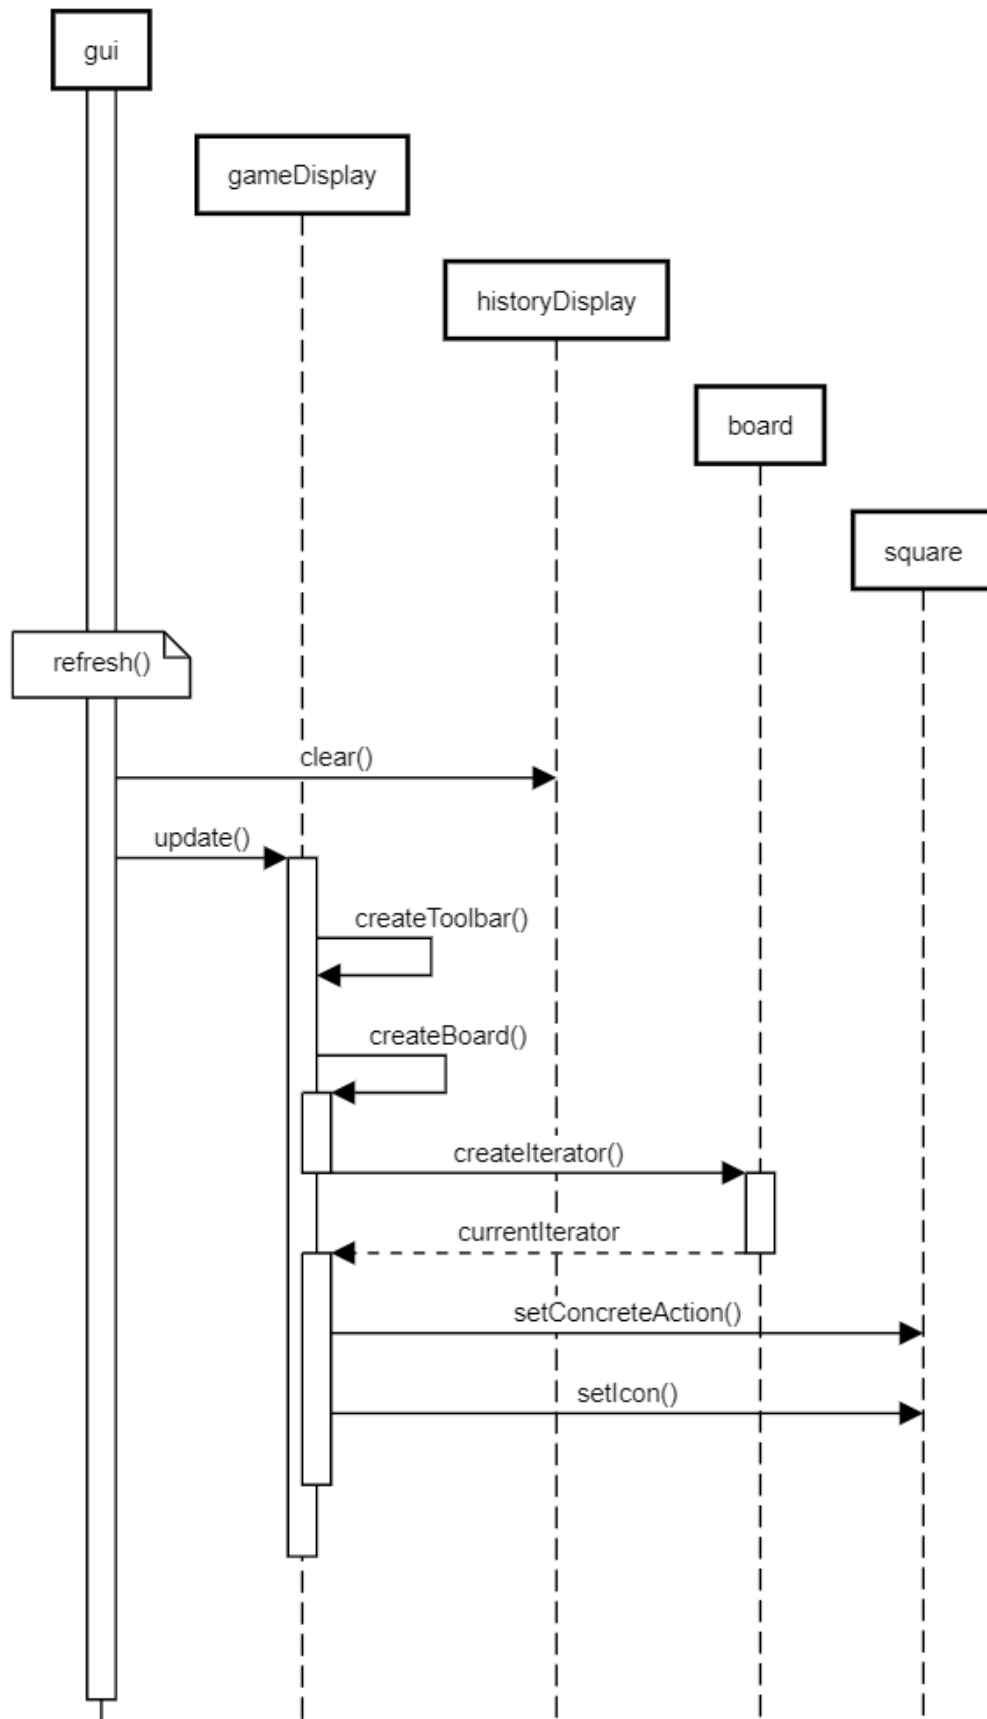 gui
gameDisplay
historyDisplay
board
square
refresh()
clear()
update()
createToolbar()
createBoard()
createIterator()
currentIterator
setConcreteAction()
setIcon()